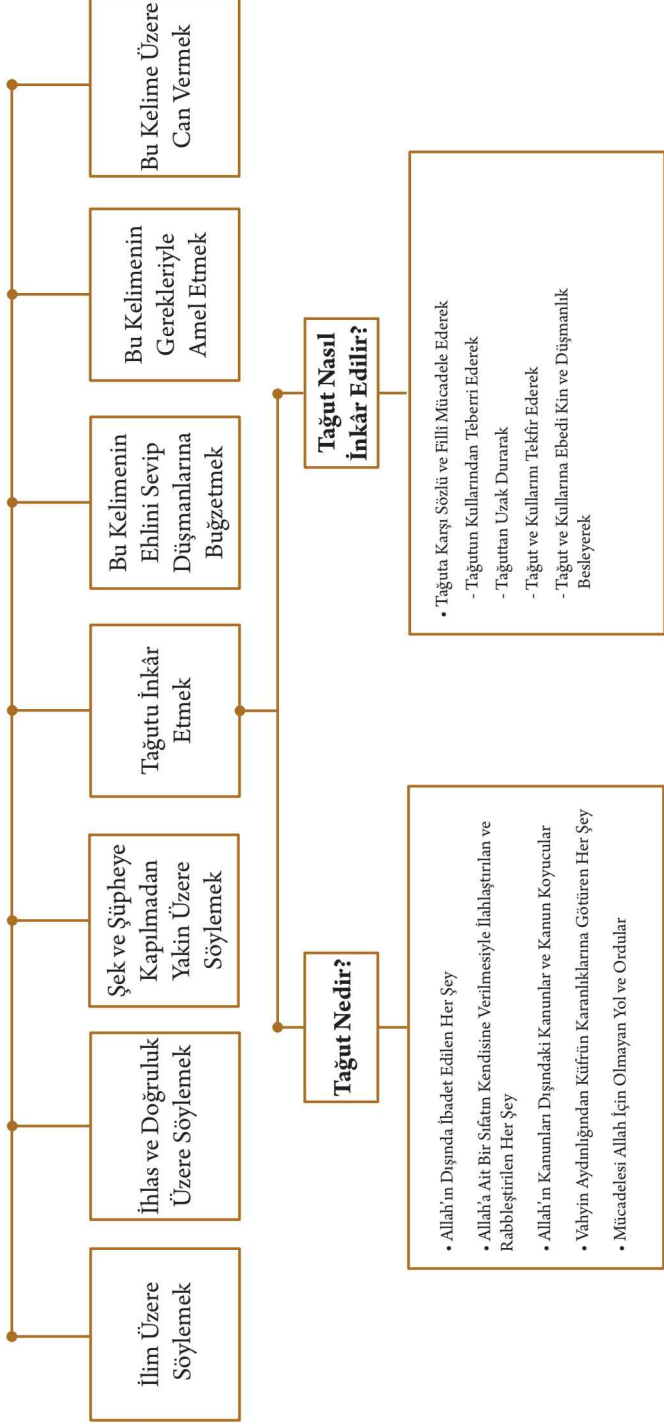 İlim Üzere
Söylemek
İhlas ve Doğruluk
Üzere Söylemek
Şek ve Şüpheye
Kapılmadan
Yakin Üzere
Söylemek
Tağutu İnkâr
Etmek
Bu Kelimenin
Ehlini Sevip
Düşmanlarına
Buğzetmek
Bu Kelimenin
Gerekleriyle
Amel Etmek
Bu Kelime Üzere
Can Vermek
Tağut Nedir?
• Allah'ın Dışında İbadet Edilen Her Şey
• Allah'a Ait Bir Sıfatın Kendisine Verilmesiyle İlahlaştırılan ve
Rabbleştirilen Her Şey
• Allah'ın Kanunları Dışındaki Kanunlar ve Kanun Koyucular
• Vahyin Aydınlığından Küfrün Karanlıklarına Götüren Her Şey
• Mücadelesi Allah İçin Olmayan Yol ve Ordular
Tağut Nasıl
İnkâr Edilir?
• Tağuta Karşı Sözlü ve Fiili Mücadele Ederek
- Tağutun Kullarından Teberri Ederek
- Tağuttan Uzak Durarak
- Tağut ve Kullarını Tekfir Ederek
- Tağut ve Kullarına Ebedi Kin ve Düşmanlık
Besleyerek